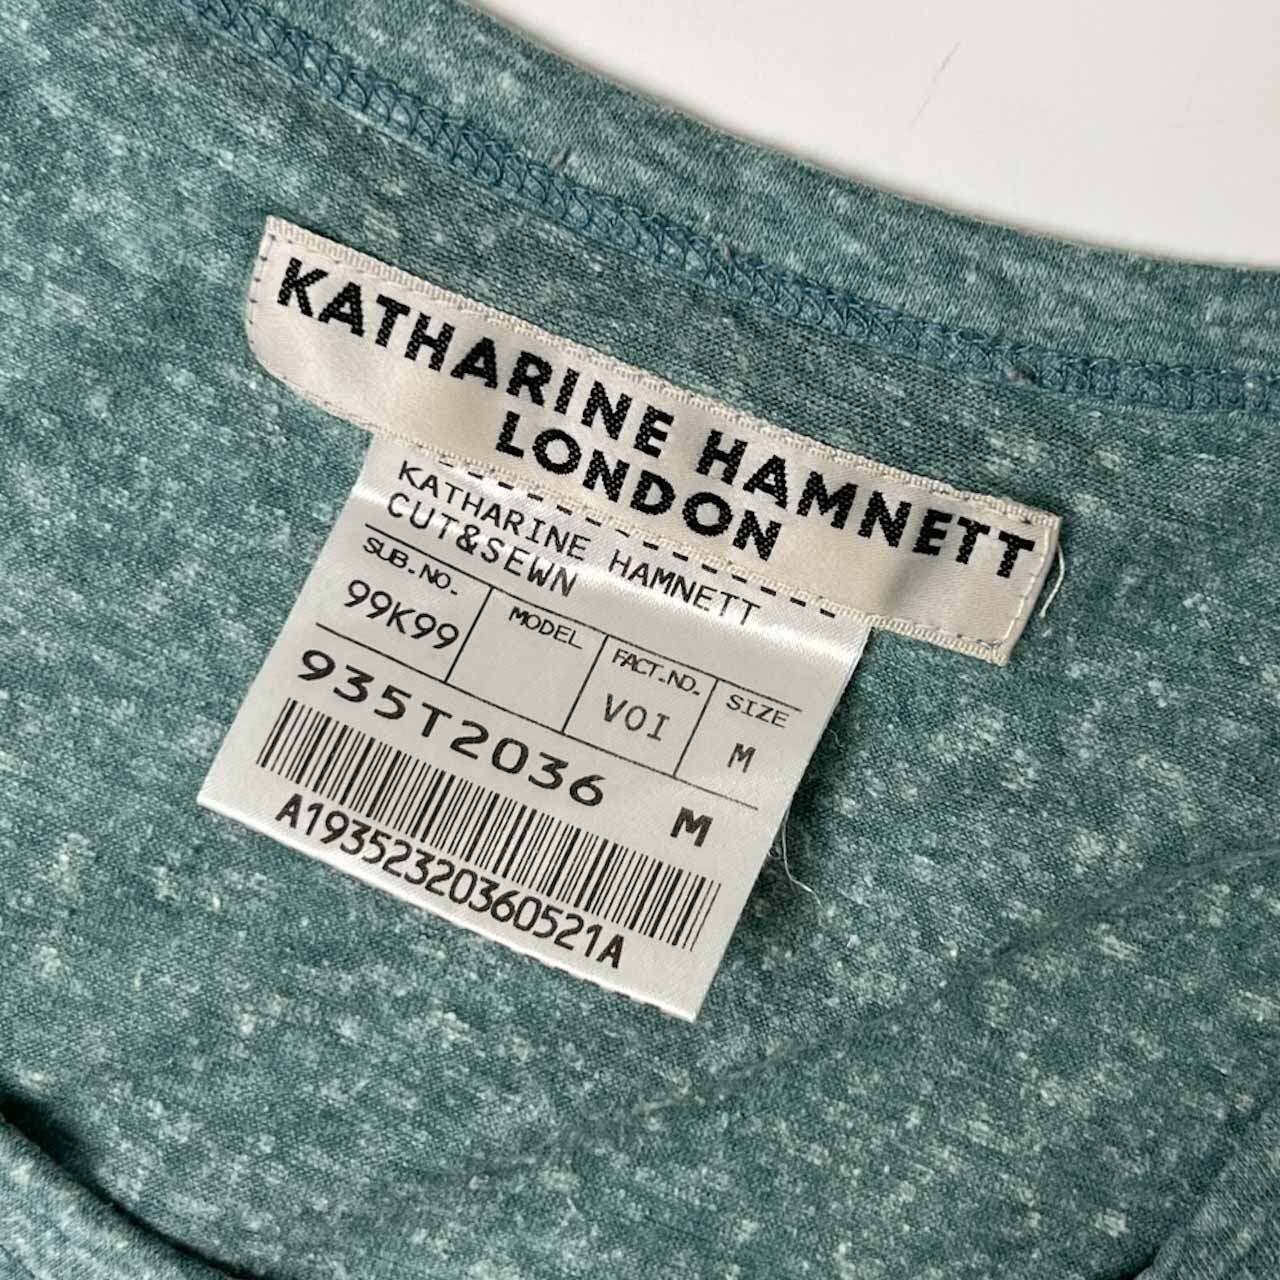 KATHARINE HAMNETT
LONDON
KATHARINE HAMNETT
CUT&SEWN
SUB.NO. MODEL FACT.NO. SIZE
99K99 VOI M
935T2036 M
A19352320360521A